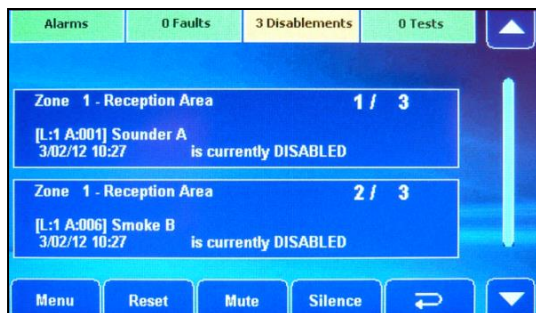 Alarms 0 Faults 3 Disablements 0 Tests
Zone 1 - Reception Area 1 / 3
[L:1 A:001] Sounder A
3/02/12 10:27 is currently DISABLED
Zone 1 - Reception Area 2 / 3
[L:1 A:006] Smoke B
3/02/12 10:27 is currently DISABLED
Menu Reset Mute Silence